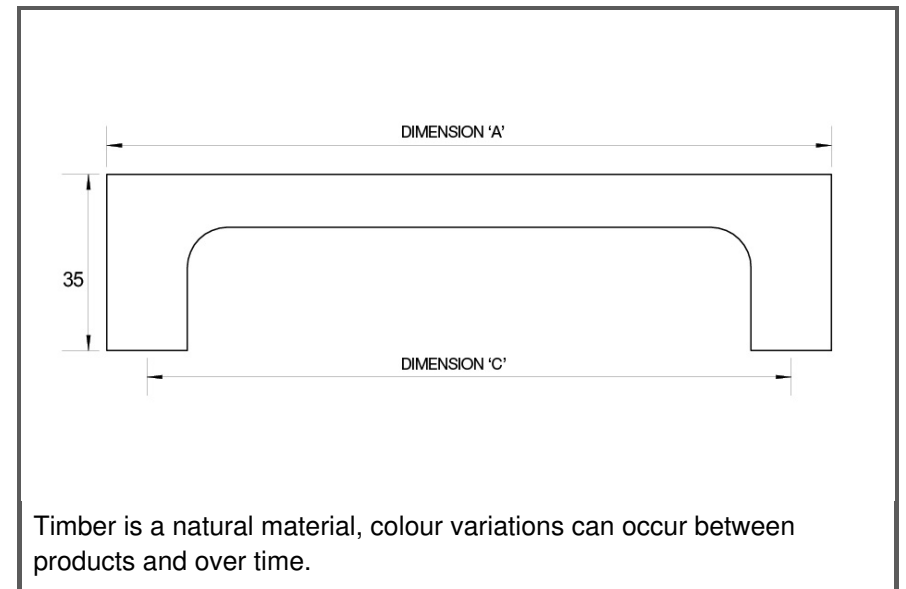 DIMENSION ‘A’
35
DIMENSION ‘C’
Timber is a natural material, colour variations can occur between
products and over time.